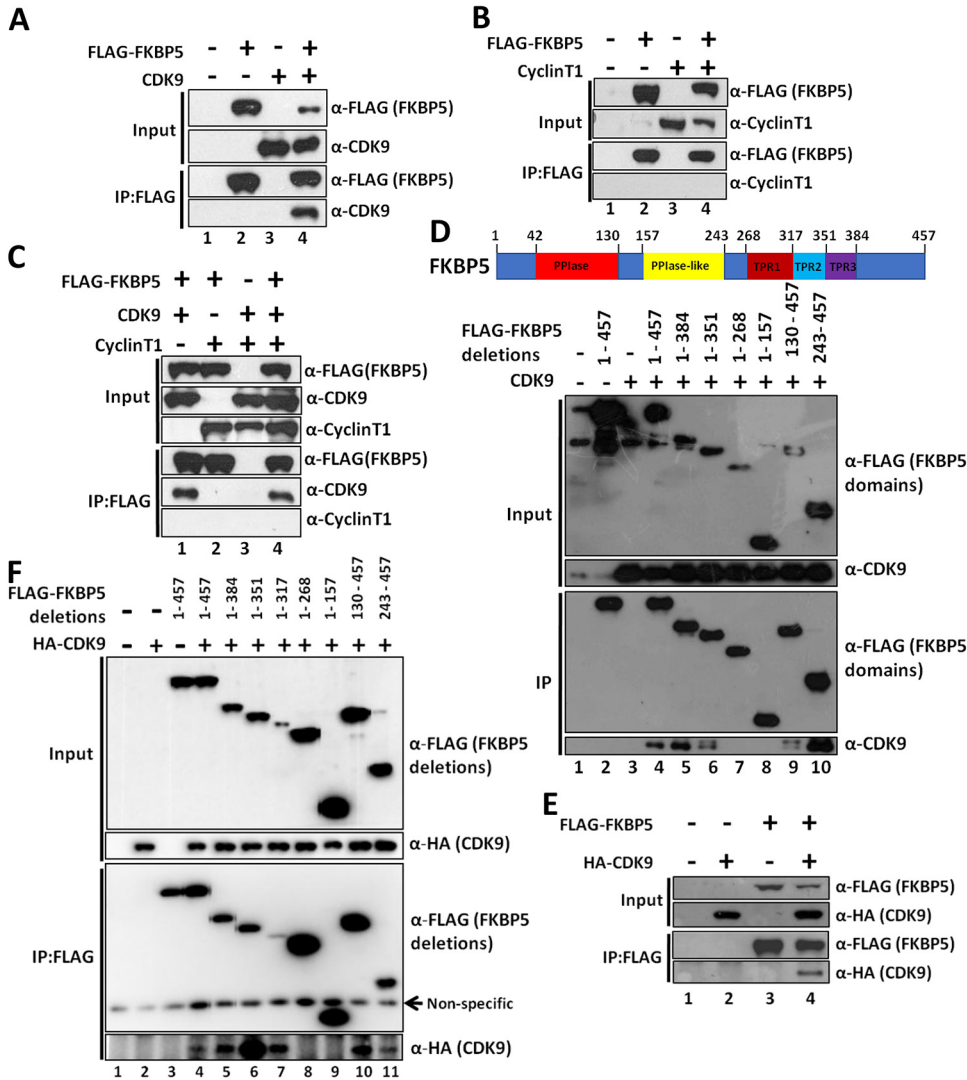 A
FLAG-FKBP5 - + - +
CDK9 - - + +
Input
α-FLAG (FKBP5)
α-CDK9
IP:FLAG
α-FLAG (FKBP5)
α-CDK9
1 2 3 4
B
FLAG-FKBP5 - + - +
CyclinT1 - - + +
Input
α-FLAG (FKBP5)
α-CyclinT1
IP:FLAG
α-FLAG (FKBP5)
α-CyclinT1
1 2 3 4
C
FLAG-FKBP5 + + - +
CDK9 + - + +
CyclinT1 - + + +
Input
α-FLAG(FKBP5)
α-CDK9
α-CyclinT1
IP:FLAG
α-FLAG(FKBP5)
α-CDK9
α-CyclinT1
1 2 3 4
D
1 42 130 157 243 268 317 351 384 457
FKBP5 PPIase PPIase-like TPR1 TPR2 TPR3
FLAG-FKBP5
deletions
- 1 - 457 - 1 -457 1-384 1-351 1 -268 1-157 130 - 457 243- 457
CDK9 - - + + + + + + + +
Input
α-FLAG (FKBP5
domains)
α-CDK9
IP
α-FLAG (FKBP5
domains)
α-CDK9
1 2 3 4 5 6 7 8 9 10
E
FLAG-FKBP5 - - + +
HA-CDK9 - + - +
Input
α-FLAG (FKBP5)
α-HA (CDK9)
IP:FLAG
α-FLAG (FKBP5)
α-HA (CDK9)
1 2 3 4
F
FLAG-FKBP5
deletions
- - 1-457 1-457 1-384 1-351 1-317 1-268 1-157 130 - 457 243 - 457
HA-CDK9 - + - + + + + + + + +
Input
α-FLAG (FKBP5
deletions)
α-HA (CDK9)
IP:FLAG
α-FLAG (FKBP5
deletions)
Non-specific
α-HA (CDK9)
1 2 3 4 5 6 7 8 9 10 11